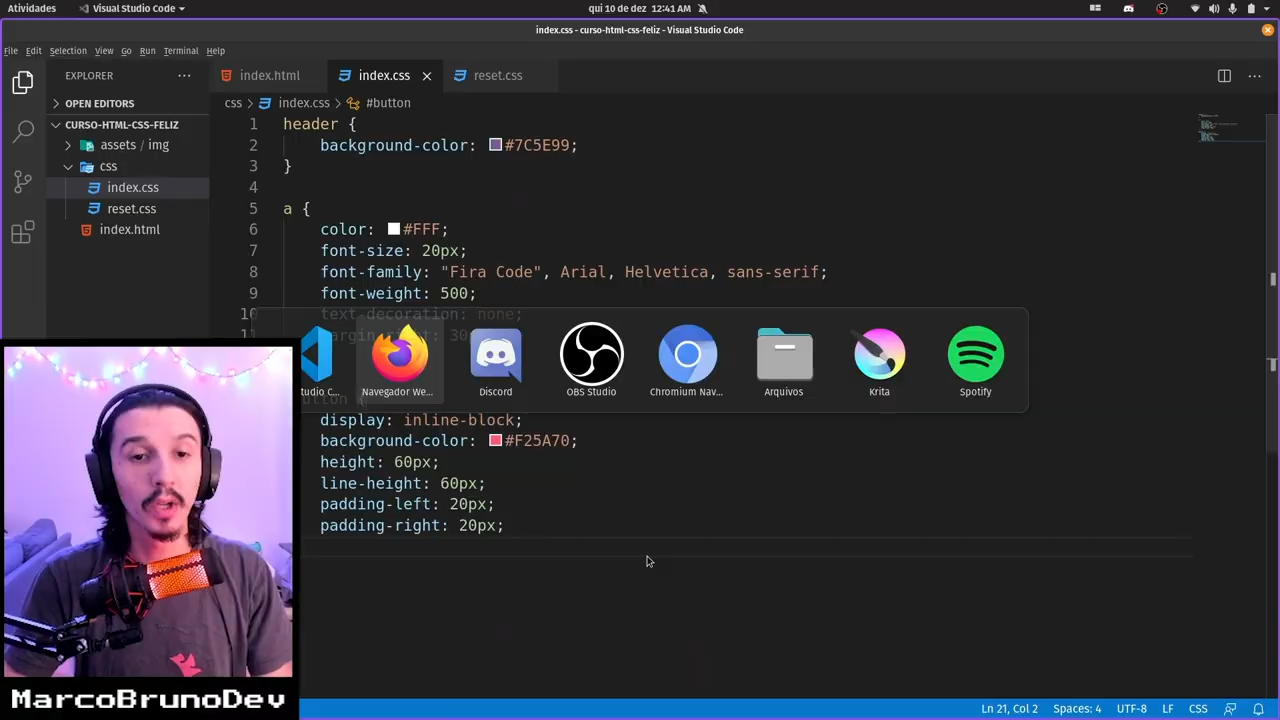 Atividades
Visual Studio Code
qui 10 de dez 12:41 AM
index.css - curso-html-css-feliz - Visual Studio Code
File Edit Selection View Go Run Terminal Help
EXPLORER
index.html
index.css
reset.css
OPEN EDITORS
css > index.css > #button
CURSO-HTML-CSS-FELIZ
assets / img
css
index.css
reset.css
index.html
1 header {
2 background-color: #7C5E99;
3 }
4
5 a {
6 color: #FFF;
7 font-size: 20px;
8 font-family: "Fira Code", Arial, Helvetica, sans-serif;
9 font-weight: 500;
10 text-decoration: none;
11
tudio C...
Navegador We...
Discord
OBS Studio
Chromium Nav...
Arquivos
Krita
Spotify
display: inline-block;
background-color: #F25A70;
height: 60px;
line-height: 60px;
padding-left: 20px;
padding-right: 20px;
MarcoBrunoDev
Ln 21, Col 2
Spaces: 4
UTF-8
LF
CSS